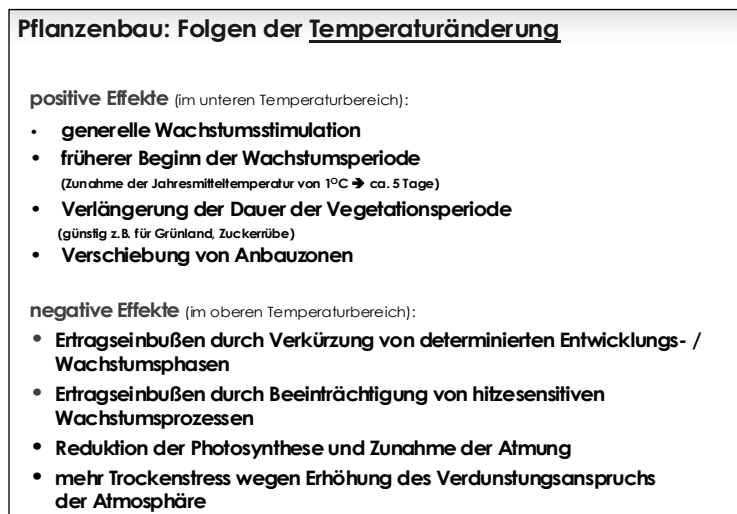 Pflanzenbau: Folgen der Temperaturänderung
positive Effekte (im unteren Temperaturbereich):
• generelle Wachstumsstimulation
• früherer Beginn der Wachstumsperiode
(Zunahme der Jahresmitteltemperatur von 1°C ➔ ca. 5 Tage)
• Verlängerung der Dauer der Vegetationsperiode
(günstig z.B. für Grünland, Zuckerrübe)
• Verschiebung von Anbauzonen
negative Effekte (im oberen Temperaturbereich):
• Ertragseinbußen durch Verkürzung von determinierten Entwicklungs- /
Wachstumsphasen
• Ertragseinbußen durch Beeinträchtigung von hitzesensitiven
Wachstumsprozessen
• Reduktion der Photosynthese und Zunahme der Atmung
• mehr Trockenstress wegen Erhöhung des Verdunstungsanspruchs
der Atmosphäre